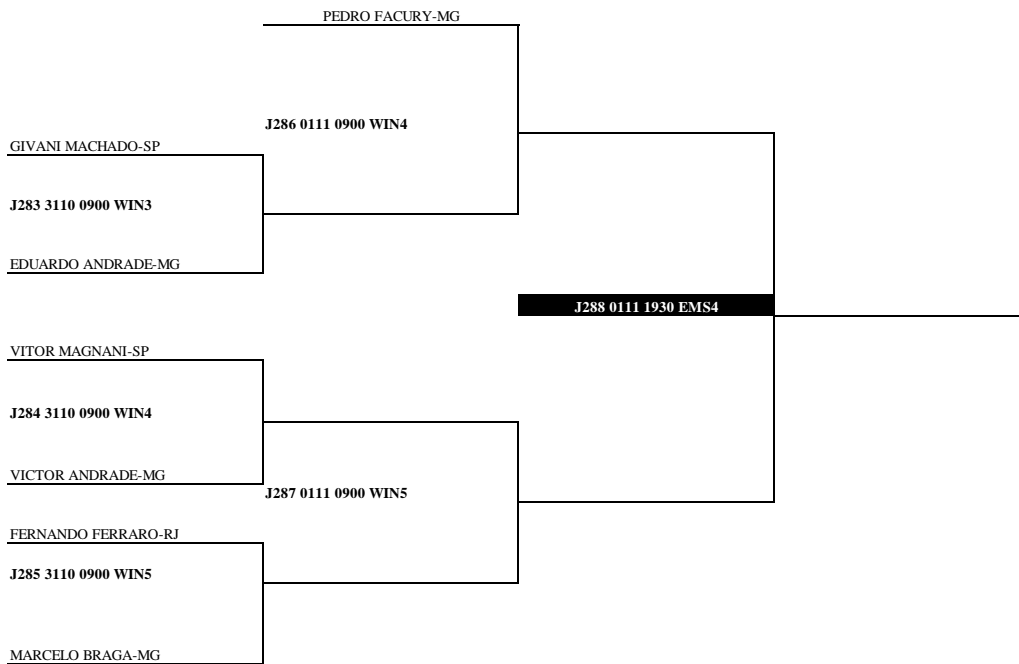 PEDRO FACURY-MG
J286 0111 0900 WIN4
GIVANI MACHADO-SP
J283 3110 0900 WIN3
EDUARDO ANDRADE-MG
J288 0111 1930 EMS4
VITOR MAGNANI-SP
J284 3110 0900 WIN4
VICTOR ANDRADE-MG
J287 0111 0900 WIN5
FERNANDO FERRARO-RJ
J285 3110 0900 WIN5
MARCELO BRAGA-MG